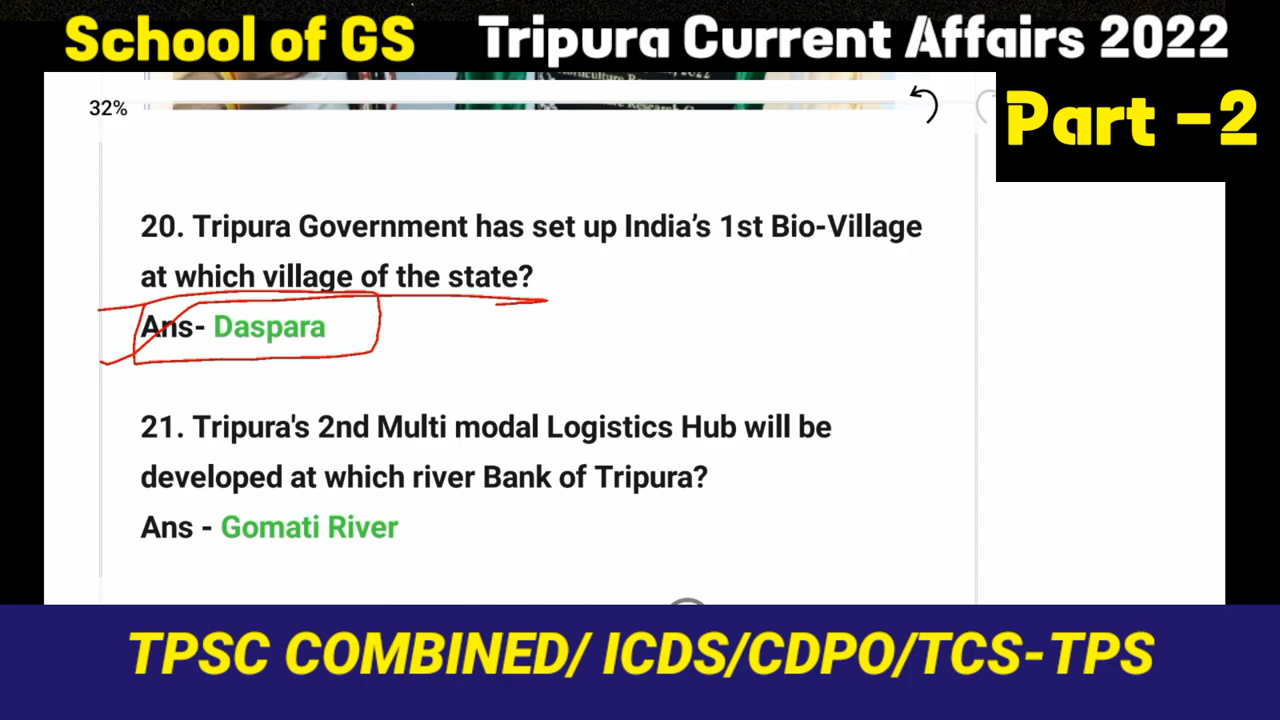 School of GS Tripura Current Affairs 2022
Part -2
32%
20. Tripura Government has set up India's 1st Bio-Village
at which village of the state?
Ans- Daspara
21. Tripura's 2nd Multi modal Logistics Hub will be
developed at which river Bank of Tripura?
Ans - Gomati River
TPSC COMBINED/ ICDS/CDPO/TCS-TPS